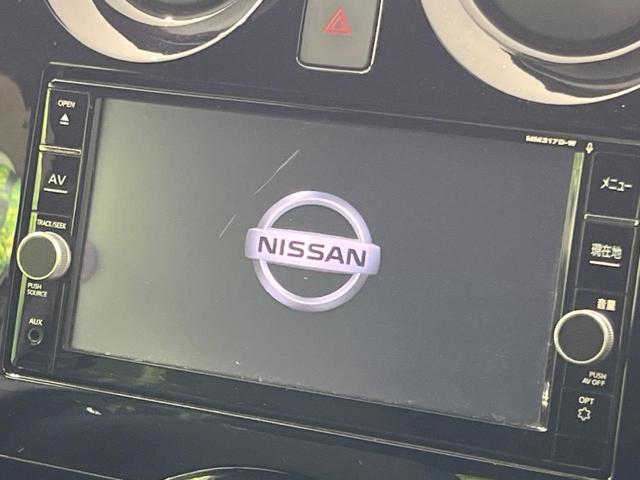 OPEN
AV
TRACK/SEEK
PUSH
SOURCE
AUX
MM317D-W
NISSAN
メニュー
現在地
音量
PUSH
AV OFF
OPT